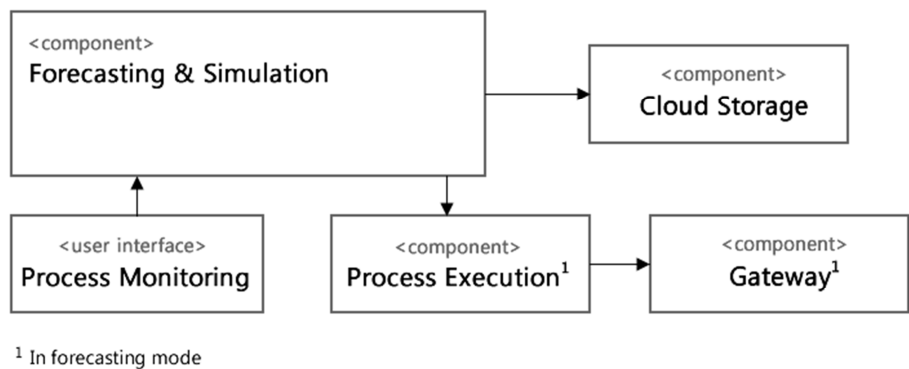 <component>
Forecasting & Simulation
<component>
Cloud Storage
<user interface>
Process Monitoring
<component>
Process Execution¹
<component>
Gateway¹
¹ In forecasting mode